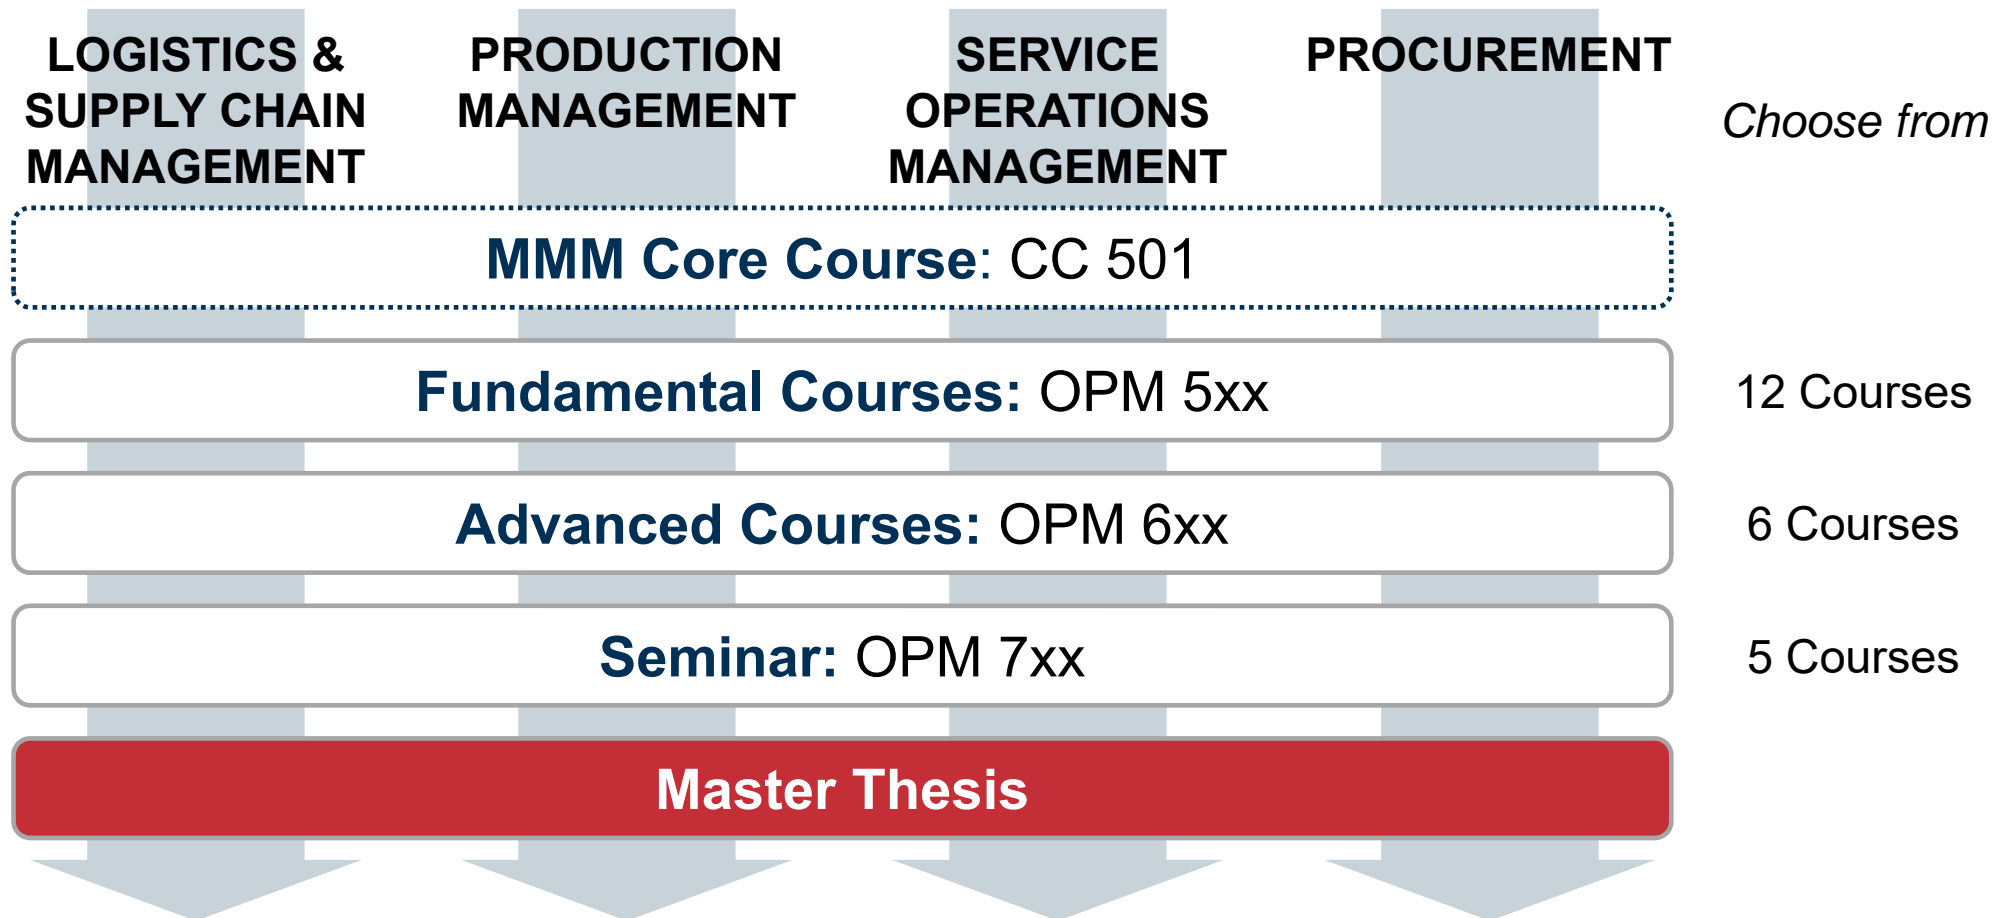 LOGISTICS &
SUPPLY CHAIN
MANAGEMENT
PRODUCTION
MANAGEMENT
SERVICE
OPERATIONS
MANAGEMENT
PROCUREMENT
Choose from
MMM Core Course: CC 501
Fundamental Courses: OPM 5xx
12 Courses
Advanced Courses: OPM 6xx
6 Courses
Seminar: OPM 7xx
5 Courses
Master Thesis